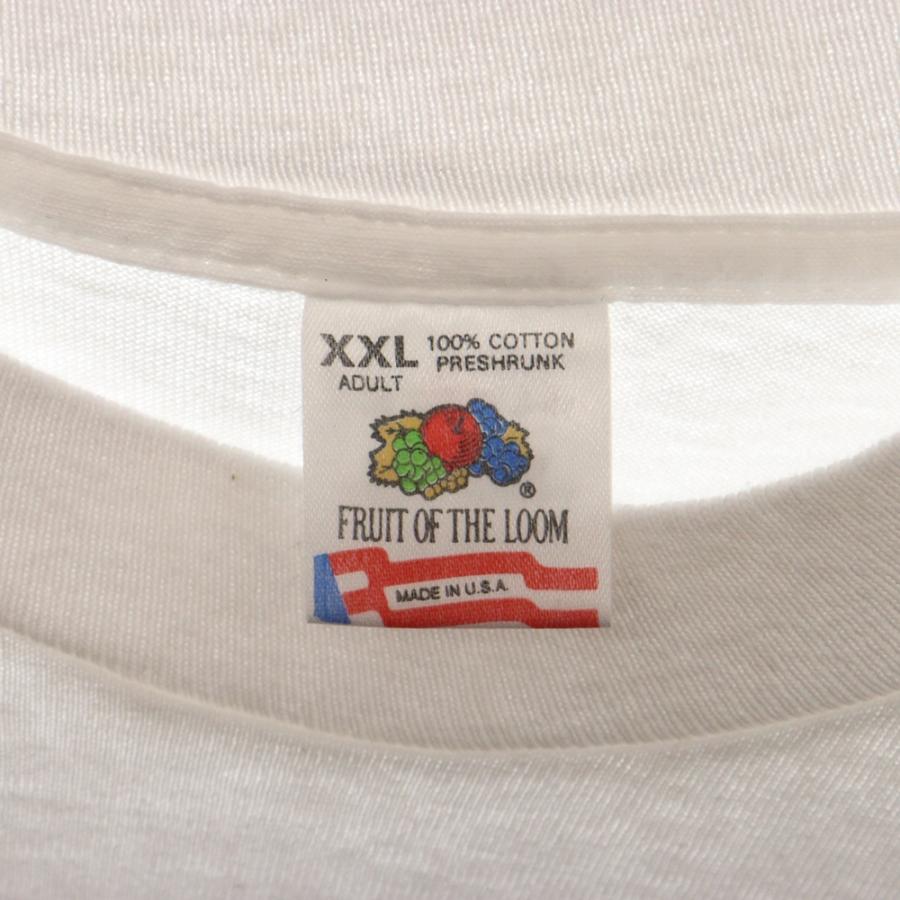 XXL 100% COTTON
ADULT PRESHRUNK
®
FRUIT OF THE LOOM
MADE IN U.S.A.